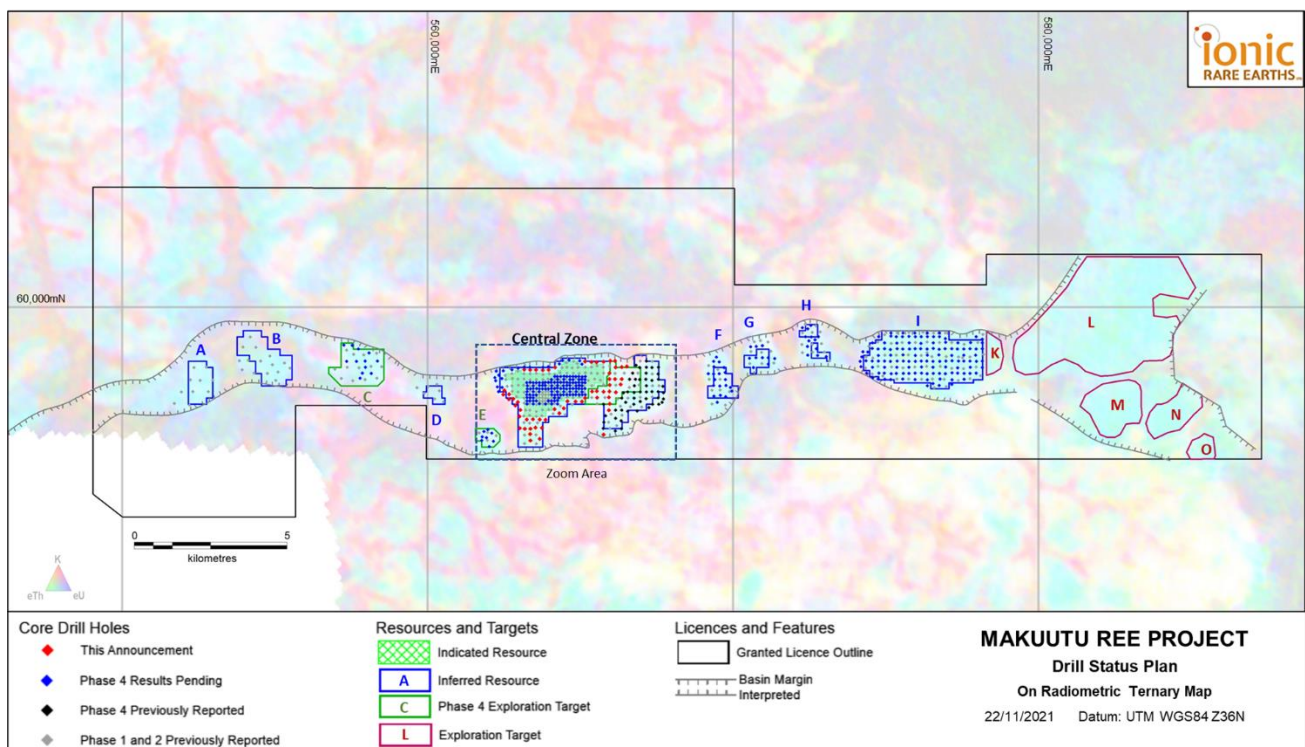 560,000mE
580,000mE
ionic
RARE EARTHS
60,000mN
A
B
C
D
E
Central Zone
Zoom Area
F
G
H
I
K
L
M
N
O
0
5
kilometres
K
eTh
eU
Core Drill Holes
This Announcement
Phase 4 Results Pending
Phase 4 Previously Reported
Phase 1 and 2 Previously Reported
Resources and Targets
Indicated Resource
A Inferred Resource
C Phase 4 Exploration Target
L Exploration Target
Licences and Features
Granted Licence Outline
Basin Margin
Interpreted
MAKUUTU REE PROJECT
Drill Status Plan
On Radiometric Ternary Map
22/11/2021 Datum: UTM WGS84 Z36N